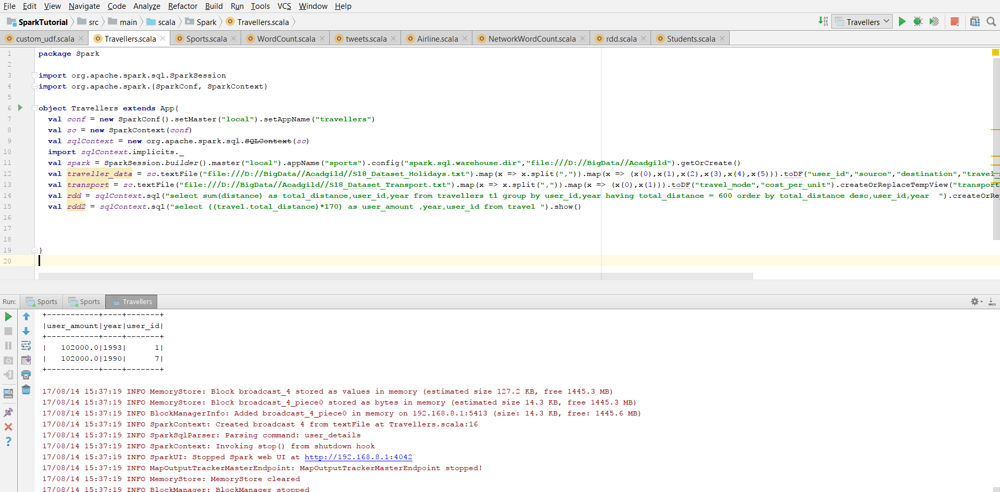 File Edit View Navigate Code Analyze Refactor Build Run Tools VCS Window Help
SparkTutorial src main scala Spark Travellers.scala Travellers
custom_udf.scala Travellers.scala Sports.scala WordCount.scala tweets.scala Airline.scala NetworkWordCount.scala rdd.scala Students.scala
1 package Spark
2
3 import org.apache.spark.sql.SparkSession
4 import org.apache.spark.{SparkConf, SparkContext}
5
6 object Travellers extends App{
7 val conf = new SparkConf().setMaster("local").setAppName("travellers")
8 val sc = new SparkContext(conf)
9 val sqlContext = new org.apache.spark.sql.SQLContext(sc)
10 import sqlContext.implicits._
11 val spark = SparkSession.builder().master("local").appName("sports").config("spark.sql.warehouse.dir","file:///D://BigData//Acadgild").getOrCreate()
12 val traveller_data = sc.textFile("file:///D://BigData//Acadgild//S18_Dataset_Holidays.txt").map(x => x.split(",")).map(x => (x(0),x(1),x(2),x(3),x(4),x(5))).toDF("user_id","source","destination","travel_
13 val transport = sc.textFile("file:///D://BigData//Acadgild//S18_Dataset_Transport.txt").map(x => x.split(",")).map(x => (x(0),x(1))).toDF("travel_mode","cost_per_unit").createOrReplaceTempView("transport
14 val rdd = sqlContext.sql("select sum(distance) as total_distance,user_id,year from travellers t1 group by user_id,year having total_distance = 600 order by total_distance desc,user_id,year  ").createOrRe
15 val rdd2 = sqlContext.sql("select ((travel.total_distance)*170) as user_amount ,year,user_id from travel ").show()
16
17
18
19 }
20
Run: Sports Sports Travellers
+-----------+----+-------+
|user_amount|year|user_id|
+-----------+----+-------+
|   102000.0|1993|      1|
|   102000.0|1990|      7|
+-----------+----+-------+
17/08/14 15:37:19 INFO MemoryStore: Block broadcast_4 stored as values in memory (estimated size 127.2 KB, free 1445.3 MB)
17/08/14 15:37:19 INFO MemoryStore: Block broadcast_4_piece0 stored as bytes in memory (estimated size 14.3 KB, free 1445.3 MB)
17/08/14 15:37:19 INFO BlockManagerInfo: Added broadcast_4_piece0 in memory on 192.168.8.1:5413 (size: 14.3 KB, free: 1445.6 MB)
17/08/14 15:37:19 INFO SparkContext: Created broadcast 4 from textFile at Travellers.scala:16
17/08/14 15:37:19 INFO SparkSqlParser: Parsing command: user_details
17/08/14 15:37:19 INFO SparkContext: Invoking stop() from shutdown hook
17/08/14 15:37:19 INFO SparkUI: Stopped Spark web UI at http://192.168.8.1:4042
17/08/14 15:37:19 INFO MapOutputTrackerMasterEndpoint: MapOutputTrackerMasterEndpoint stopped!
17/08/14 15:37:19 INFO MemoryStore: MemoryStore cleared
17/08/14 15:37:19 INFO BlockManager: BlockManager stopped